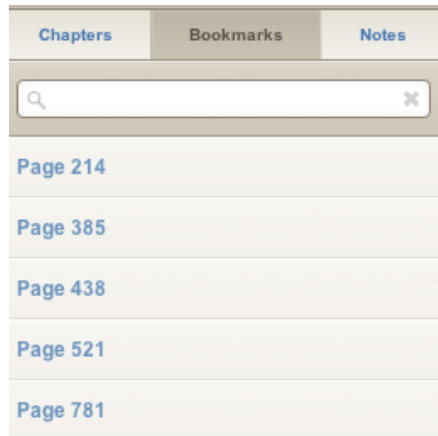 Chapters Bookmarks Notes
Page 214
Page 385
Page 438
Page 521
Page 781